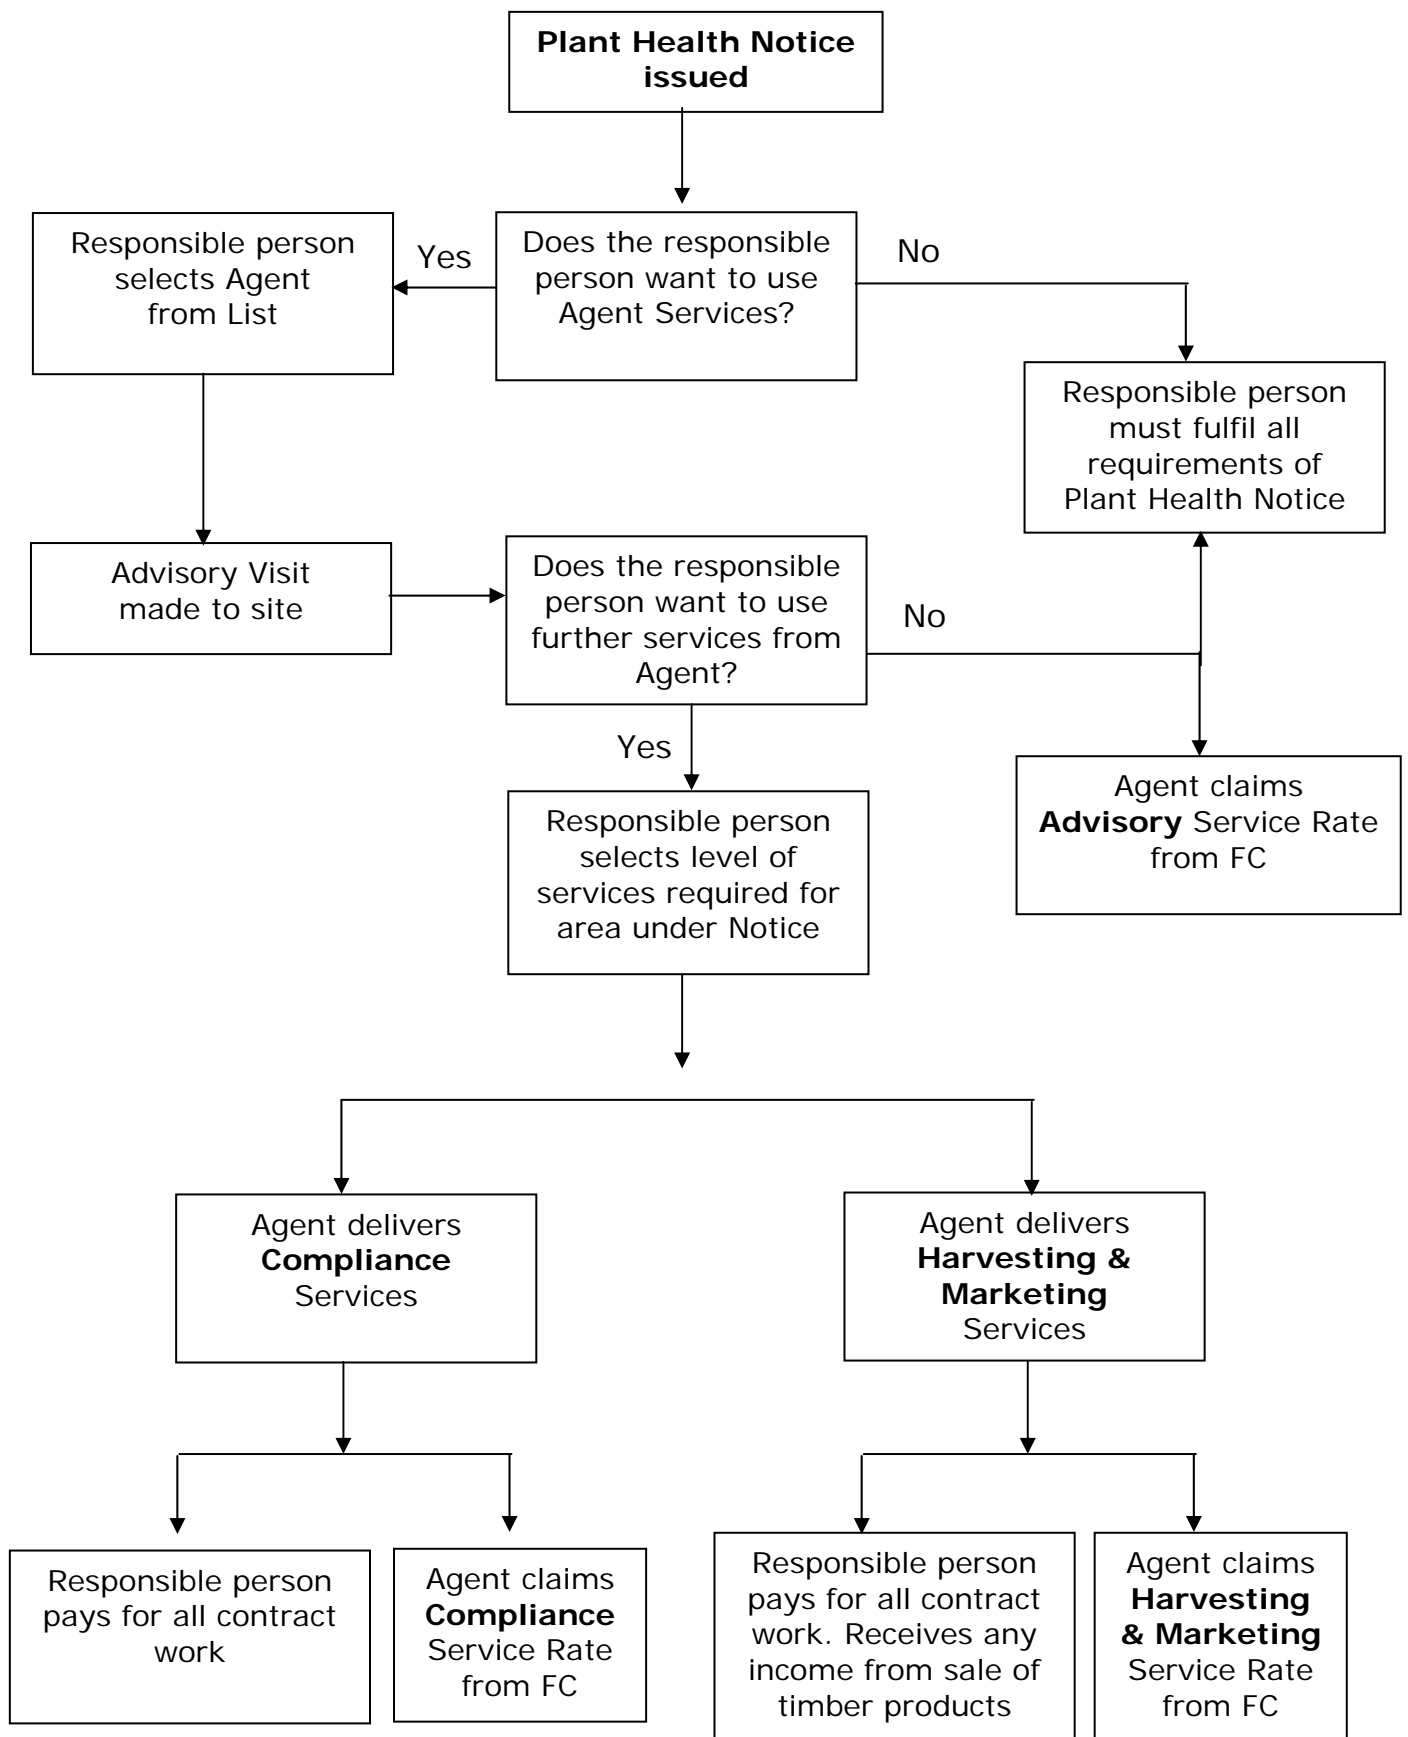 Plant Health Notice
issued
Responsible person
selects Agent
from List
Yes
Does the responsible
person want to use
Agent Services?
No
Responsible person
must fulfil all
requirements of
Plant Health Notice
Advisory Visit
made to site
Does the responsible
person want to use
further services from
Agent?
No
Yes
Agent claims
Advisory Service Rate
from FC
Responsible person
selects level of
services required for
area under Notice
Agent delivers
Compliance
Services
Agent delivers
Harvesting &
Marketing
Services
Responsible person
pays for all contract
work
Agent claims
Compliance
Service Rate
from FC
Responsible person
pays for all contract
work. Receives any
income from sale of
timber products
Agent claims
Harvesting
& Marketing
Service Rate
from FC